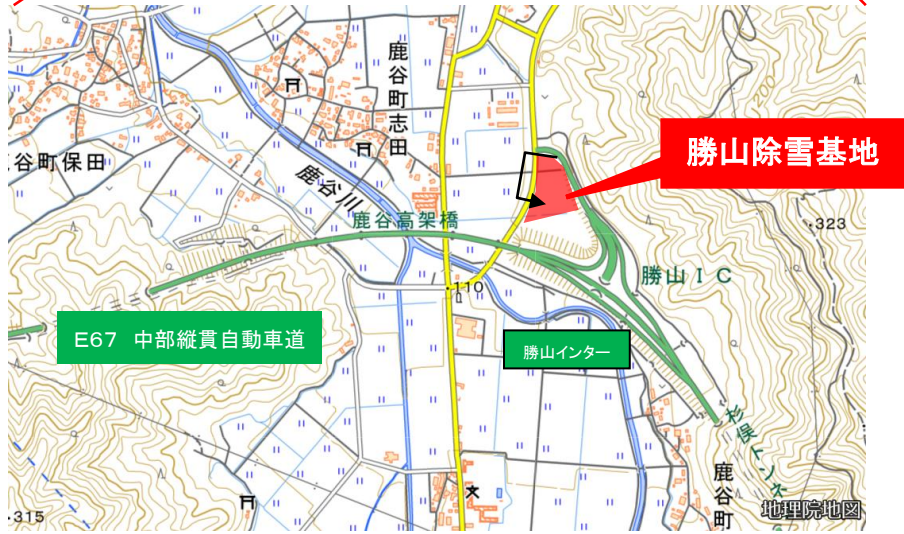 鹿谷町志田
勝山除雪基地
谷町保田
鹿谷川
鹿谷高架橋
200
323
勝山IC
110
E67 中部縦貫自動車道
勝山インター
杉俣トンネ
鹿谷町
文
315
地理院地図